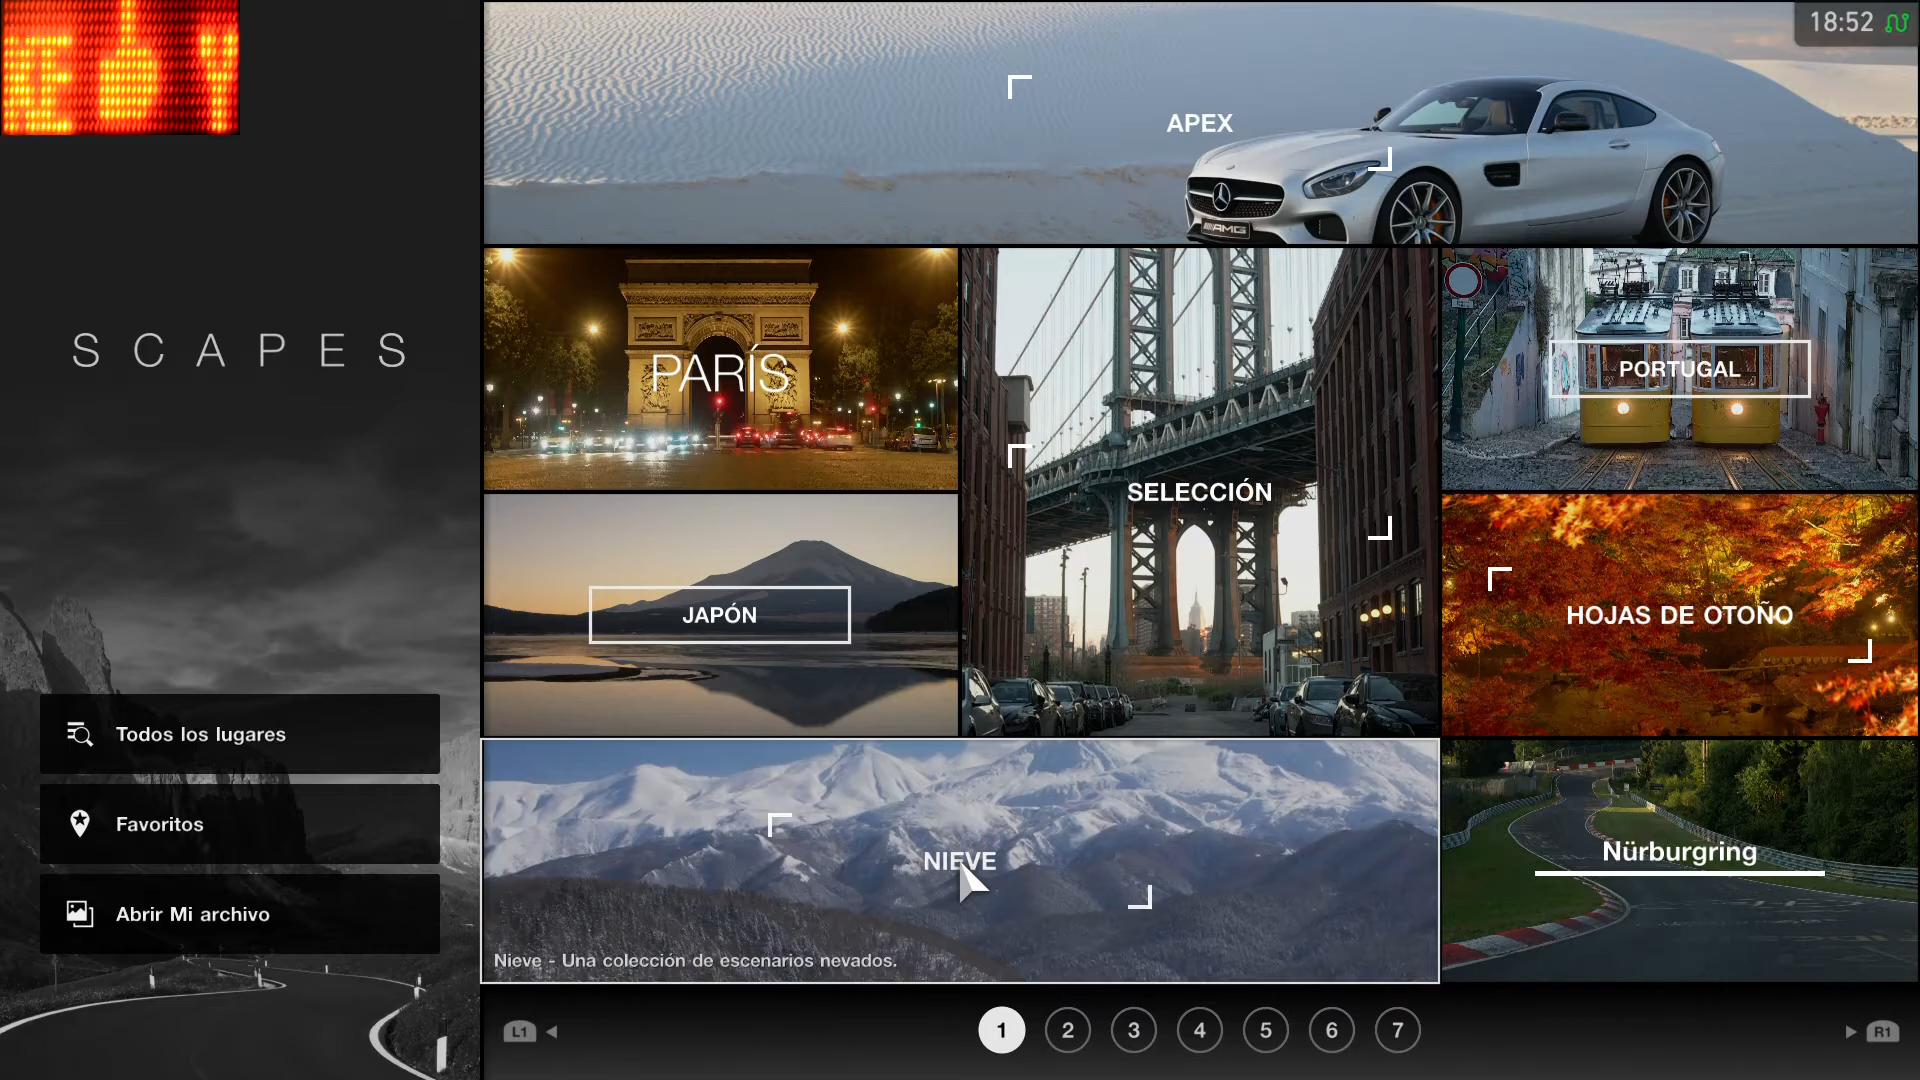 18:52
APEX
AMG
SCAPES
PARÍS
PORTUGAL
SELECCIÓN
JAPÓN
HOJAS DE OTOÑO
Todos los lugares
Favoritos
Abrir Mi archivo
NIEVE
Nürburgring
Nieve - Una colección de escenarios nevados.
L1 1 2 3 4 5 6 7 R1